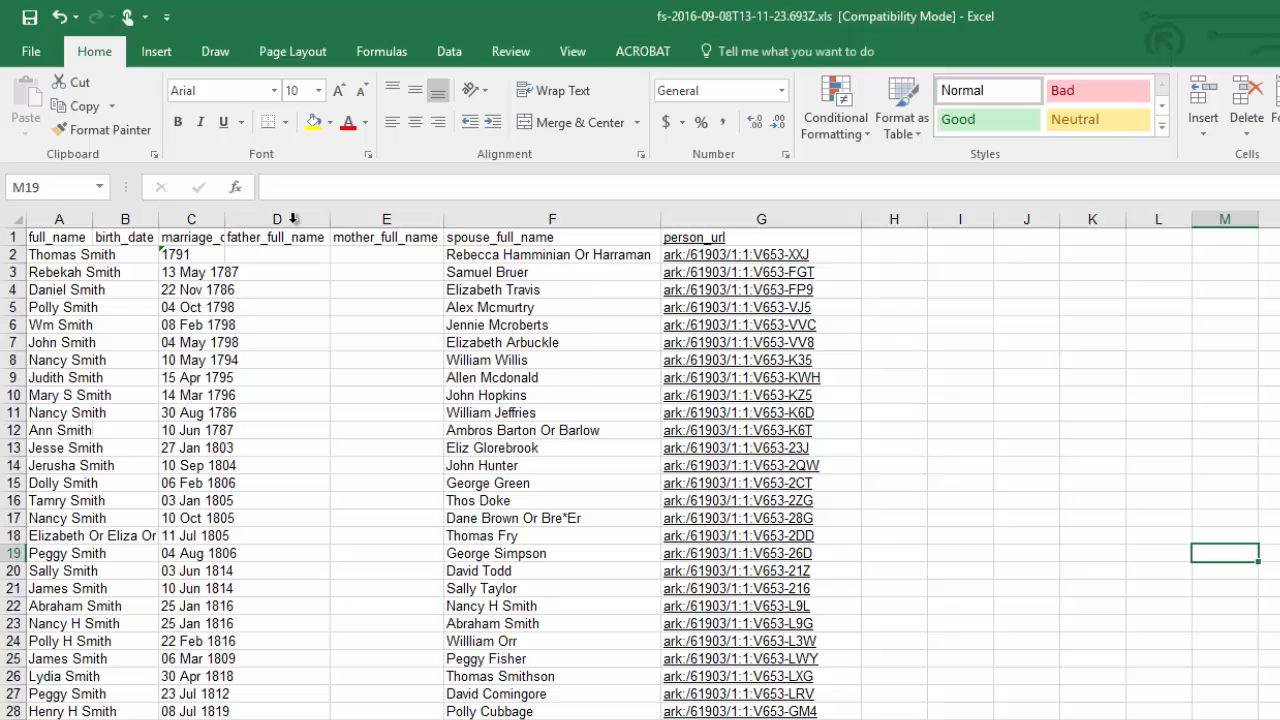 fs-2016-09-08T13-11-23.693Z.xls [Compatibility Mode] - Excel
File Home Insert Draw Page Layout Formulas Data Review View ACROBAT Tell me what you want to do
Paste
Cut
Copy
Format Painter
Arial 10 A A
B I U A
Wrap Text
Merge & Center
General
$ % ,
Conditional Formatting
Format as Table
Normal Bad
Good Neutral
Insert Delete
Clipboard Font Alignment Number Styles Cells
M19 fx
A B C D E F G H I J K L M
1 full_name birth_date marriage_ father_full_name mother_full_name spouse_full_name person_url
2 Thomas Smith 1791 Rebecca Hamminian Or Harraman ark:/61903/1:1:V653-XXJ
3 Rebekah Smith 13 May 1787 Samuel Bruer ark:/61903/1:1:V653-FGT
4 Daniel Smith 22 Nov 1786 Elizabeth Travis ark:/61903/1:1:V653-FP9
5 Polly Smith 04 Oct 1798 Alex Mcmurtry ark:/61903/1:1:V653-VJ5
6 Wm Smith 08 Feb 1798 Jennie Mcroberts ark:/61903/1:1:V653-VVC
7 John Smith 04 May 1798 Elizabeth Arbuckle ark:/61903/1:1:V653-VV8
8 Nancy Smith 10 May 1794 William Willis ark:/61903/1:1:V653-K35
9 Judith Smith 15 Apr 1795 Allen Mcdonald ark:/61903/1:1:V653-KWH
10 Mary S Smith 14 Mar 1796 John Hopkins ark:/61903/1:1:V653-KZ5
11 Nancy Smith 30 Aug 1786 William Jeffries ark:/61903/1:1:V653-K6D
12 Ann Smith 10 Jun 1787 Ambros Barton Or Barlow ark:/61903/1:1:V653-K6T
13 Jesse Smith 27 Jan 1803 Eliz Glorebrook ark:/61903/1:1:V653-23J
14 Jerusha Smith 10 Sep 1804 John Hunter ark:/61903/1:1:V653-2QW
15 Dolly Smith 06 Feb 1806 George Green ark:/61903/1:1:V653-2CT
16 Tamry Smith 03 Jan 1805 Thos Doke ark:/61903/1:1:V653-2ZG
17 Nancy Smith 10 Oct 1805 Dane Brown Or Bre*Er ark:/61903/1:1:V653-28G
18 Elizabeth Or Eliza Or 11 Jul 1805 Thomas Fry ark:/61903/1:1:V653-2DD
19 Peggy Smith 04 Aug 1806 George Simpson ark:/61903/1:1:V653-26D
20 Sally Smith 03 Jun 1814 David Todd ark:/61903/1:1:V653-21Z
21 James Smith 10 Jun 1814 Sally Taylor ark:/61903/1:1:V653-216
22 Abraham Smith 25 Jan 1816 Nancy H Smith ark:/61903/1:1:V653-L9L
23 Nancy H Smith 25 Jan 1816 Abraham Smith ark:/61903/1:1:V653-L9G
24 Polly H Smith 22 Feb 1816 Willliam Orr ark:/61903/1:1:V653-L3W
25 James Smith 06 Mar 1809 Peggy Fisher ark:/61903/1:1:V653-LWY
26 Lydia Smith 30 Apr 1818 Thomas Smithson ark:/61903/1:1:V653-LXG
27 Peggy Smith 23 Jul 1812 David Comingore ark:/61903/1:1:V653-LRV
28 Henry H Smith 08 Jul 1819 Polly Cubbage ark:/61903/1:1:V653-GM4